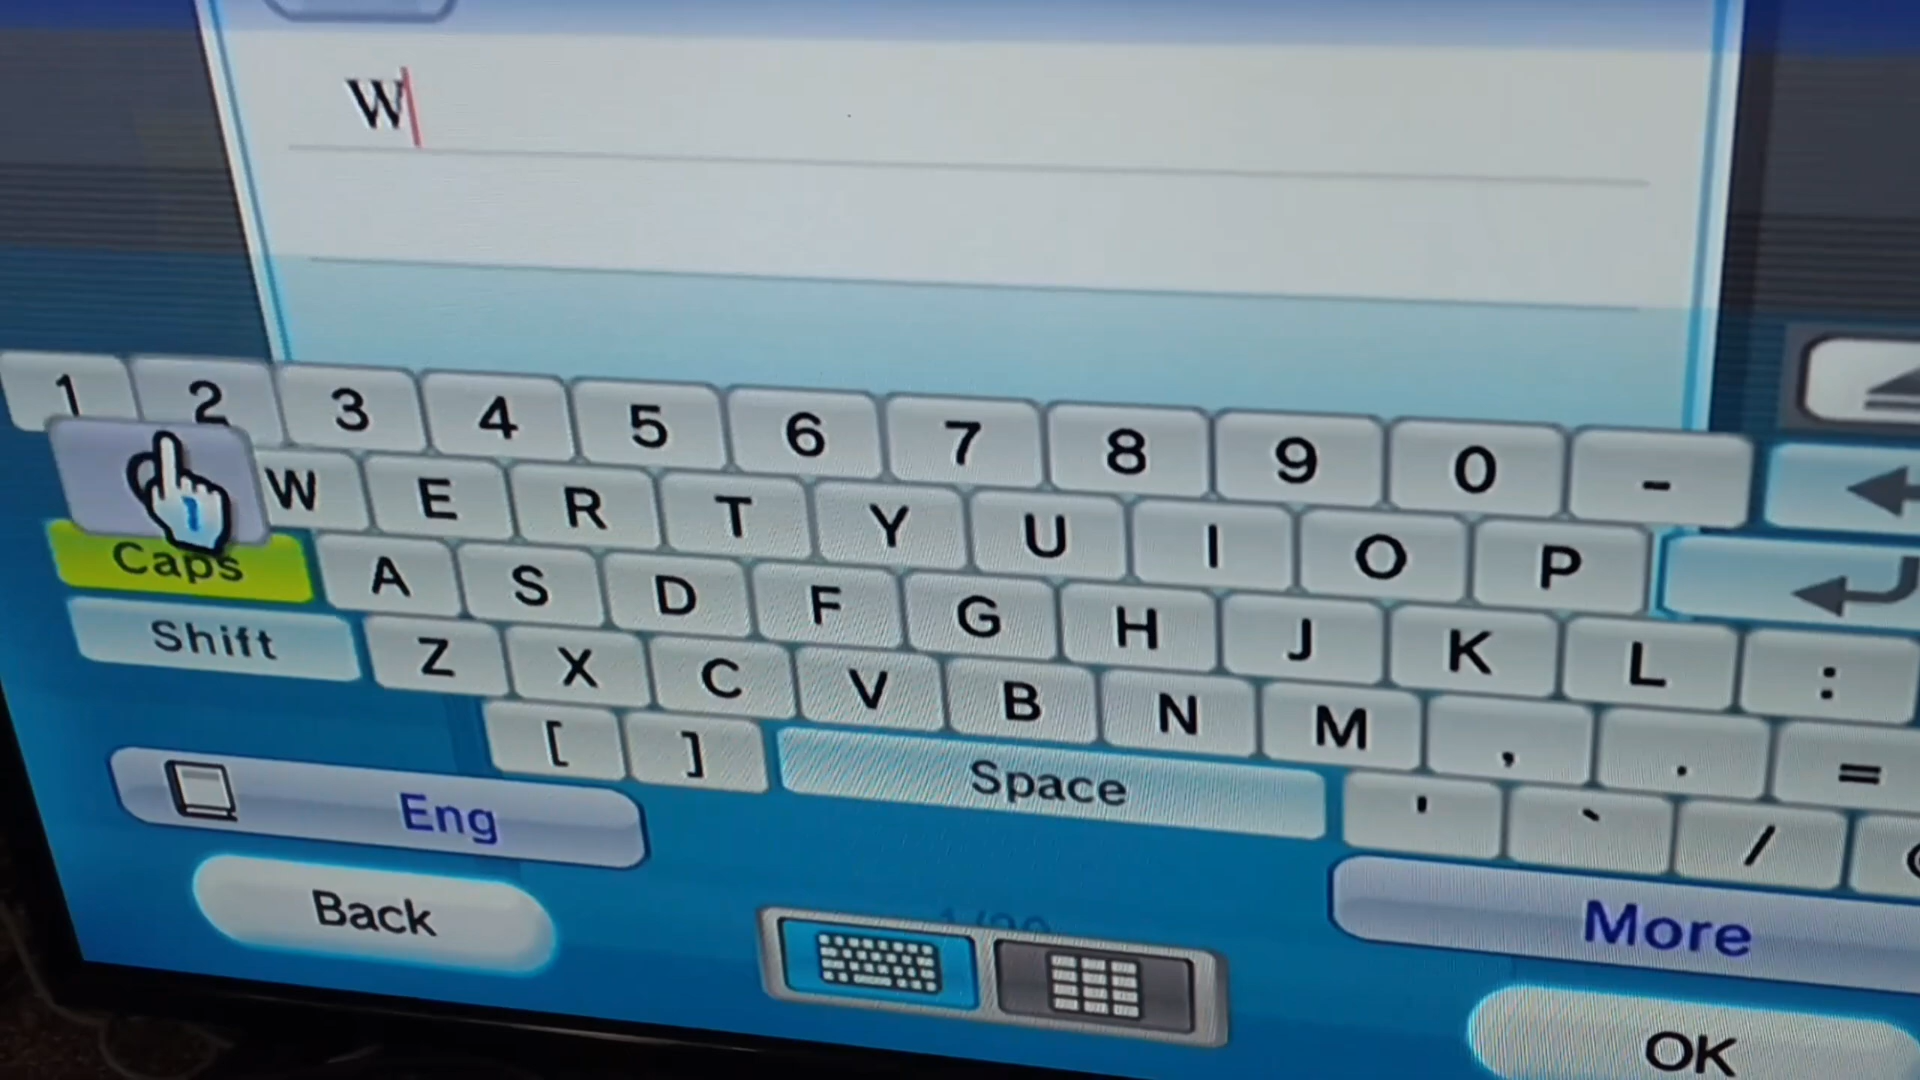 W
1 2 3 4 5 6 7 8 9 0 -
Q W E R T Y U I O P
Caps A S D F G H J K L :
Shift Z X C V B N M , . =
[ ] Space ' ` /
Eng
More
Back
OK